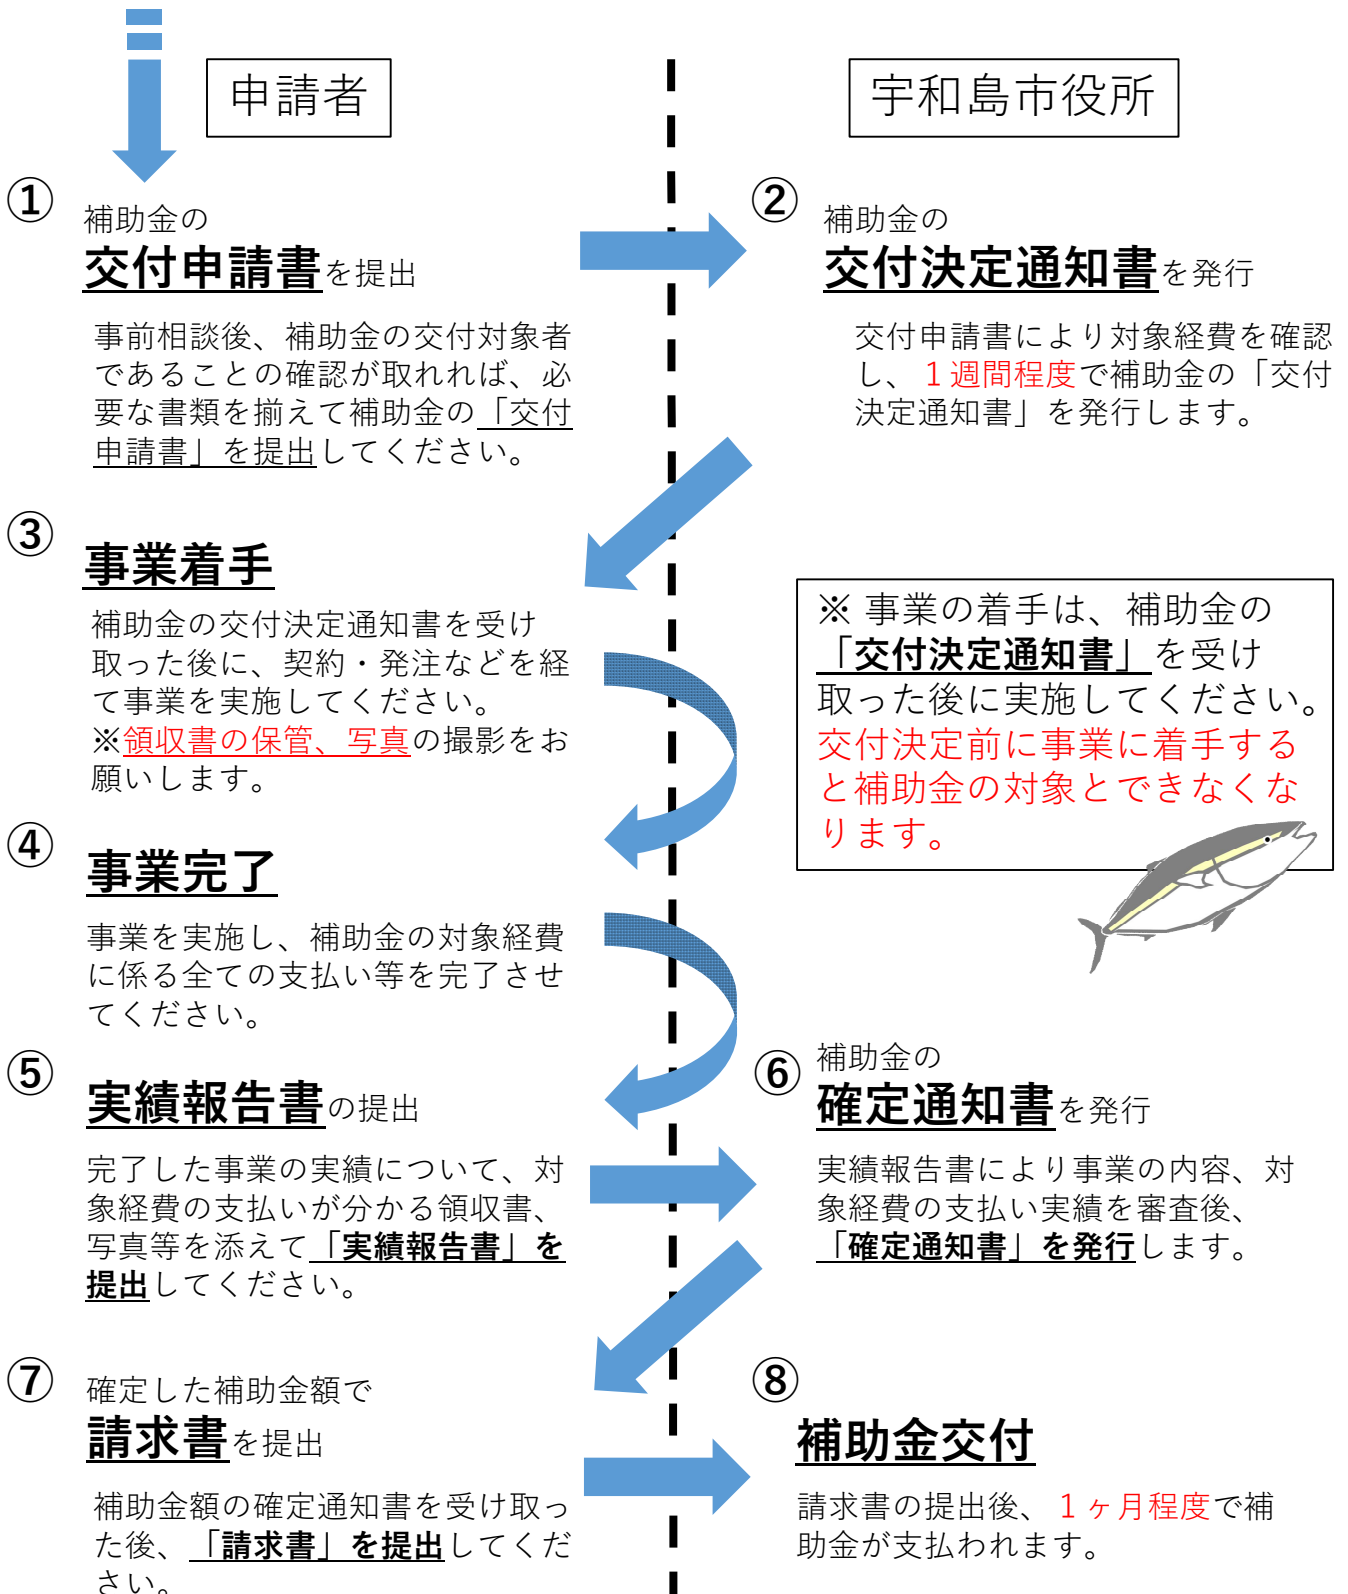 申請者
宇和島市役所
①
補助金の
交付申請書を提出
事前相談後、補助金の交付対象者
であることの確認が取れれば、必
要な書類を揃えて補助金の「交付
申請書」を提出してください。
②
補助金の
交付決定通知書を発行
交付申請書により対象経費を確認
し、１週間程度で補助金の「交付
決定通知書」を発行します。
③
事業着手
補助金の交付決定通知書を受け
取った後に、契約・発注などを経
て事業を実施してください。
※領収書の保管、写真の撮影をお
願いします。
※ 事業の着手は、補助金の
「交付決定通知書」を受け
取った後に実施してください。
交付決定前に事業に着手する
と補助金の対象とできなくな
ります。
④
事業完了
事業を実施し、補助金の対象経費
に係る全ての支払い等を完了させ
てください。
⑤
実績報告書の提出
完了した事業の実績について、対
象経費の支払いが分かる領収書、
写真等を添えて「実績報告書」を
提出してください。
⑥
補助金の
確定通知書を発行
実績報告書により事業の内容、対
象経費の支払い実績を審査後、
「確定通知書」を発行します。
⑦
確定した補助金額で
請求書を提出
補助金額の確定通知書を受け取っ
た後、「請求書」を提出してくだ
さい。
⑧
補助金交付
請求書の提出後、１ヶ月程度で補
助金が支払われます。